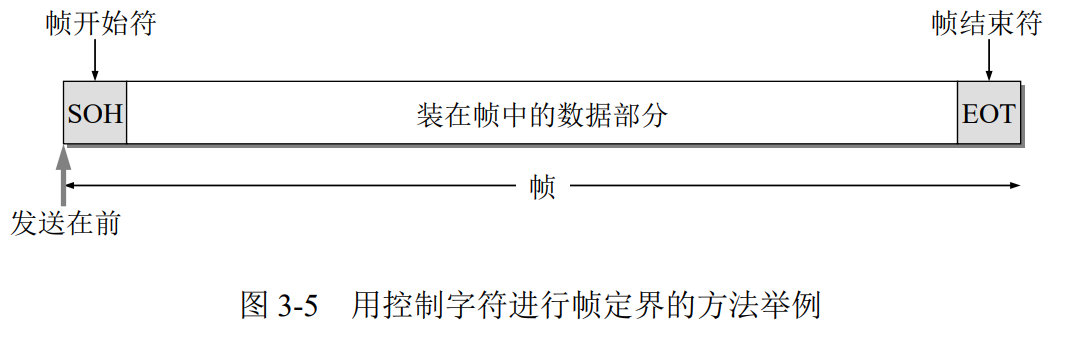 帧开始符
帧结束符
SOH
装在帧中的数据部分
EOT
帧
发送在前
图 3-5 用控制字符进行帧定界的方法举例